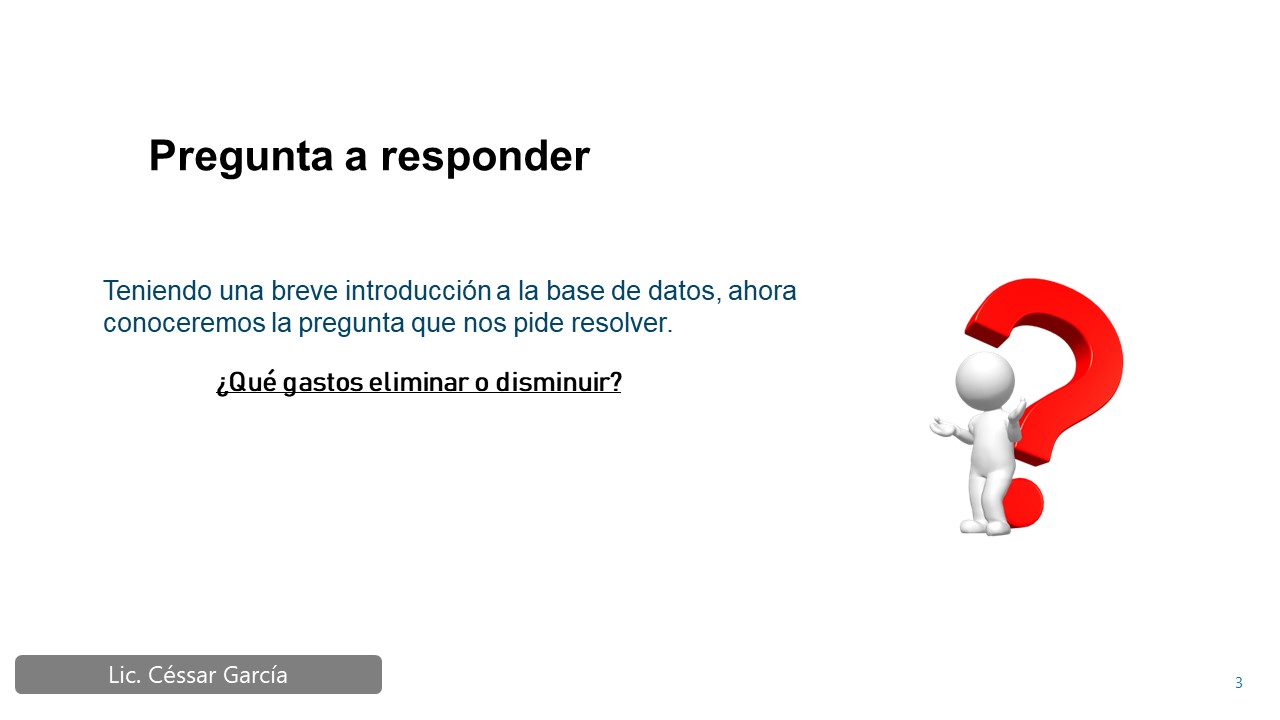 Pregunta a responder
Teniendo una breve introducción a la base de datos, ahora
conoceremos la pregunta que nos pide resolver.
¿Qué gastos eliminar o disminuir?
Lic. Céssar García
3